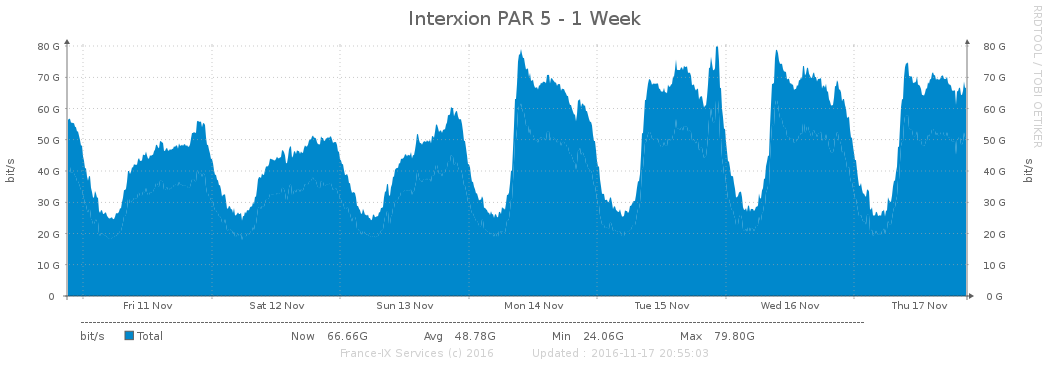 Interxion PAR 5 - 1 Week
RRDTOOL / TOBI OETIKER
80 G 80 G
70 G 70 G
60 G 60 G
50 G 50 G
40 G 40 G
30 G 30 G
20 G 20 G
10 G 10 G
0 0 G
bit/s bit/s
Fri 11 Nov Sat 12 Nov Sun 13 Nov Mon 14 Nov Tue 15 Nov Wed 16 Nov Thu 17 Nov
bit/s Total Now 66.66G Avg 48.78G Min 24.06G Max 79.80G
France-IX Services (c) 2016 Updated : 2016-11-17 20:55:03